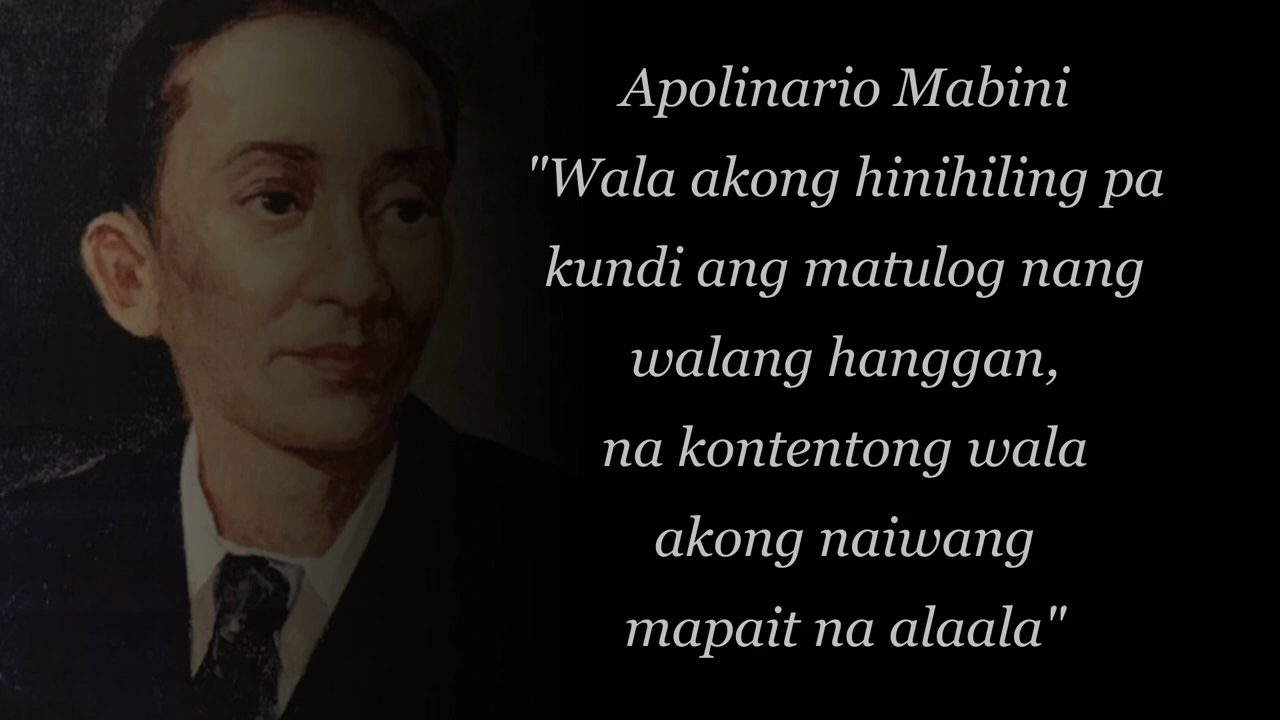 Apolinario Mabini
"Wala akong hinihiling pa
kundi ang matulog nang
walang hanggan,
na kontentong wala
akong naiwang
mapait na alaala"